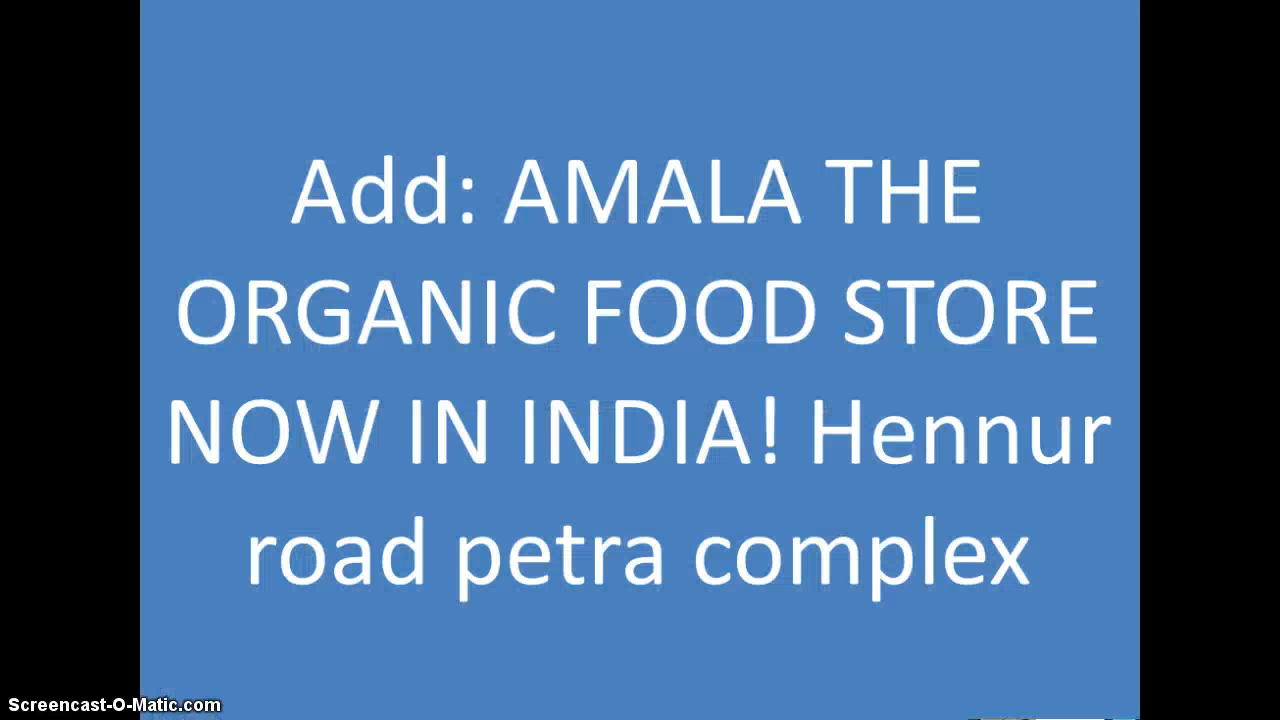 Add: AMALA THE
ORGANIC FOOD STORE
NOW IN INDIA! Hennur
road petra complex
Screencast-O-Matic.com